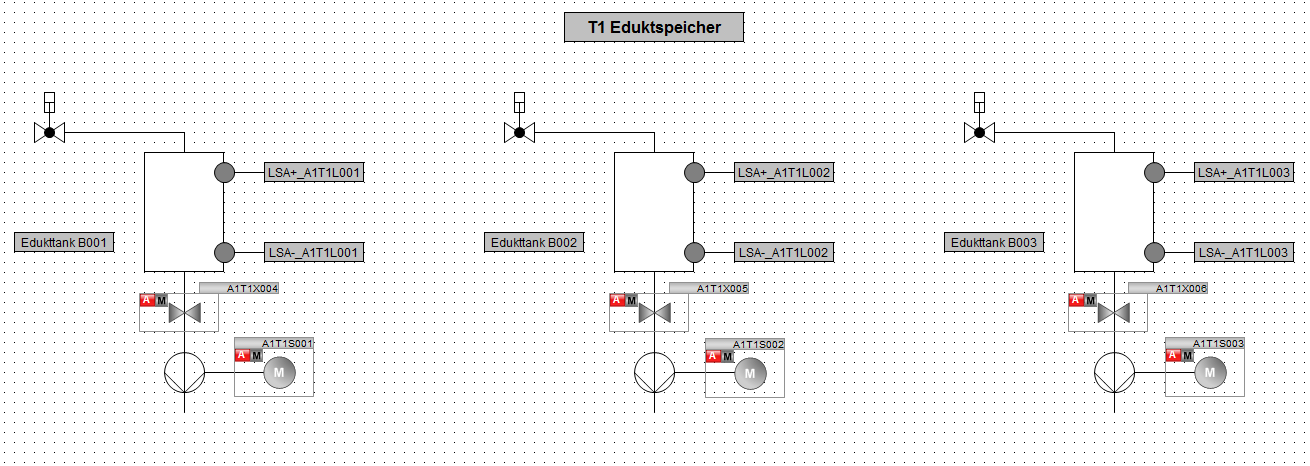 T1 Eduktspeicher
LSA+_A1T1L001
LSA+_A1T1L002
LSA+_A1T1L003
Edukttank B001
LSA-_A1T1L001
Edukttank B002
LSA-_A1T1L002
Edukttank B003
LSA-_A1T1L003
A1T1X004
A M
A1T1X005
A M
A1T1X006
A M
A1T1S001
A M
M
A1T1S002
A M
M
A1T1S003
A M
M